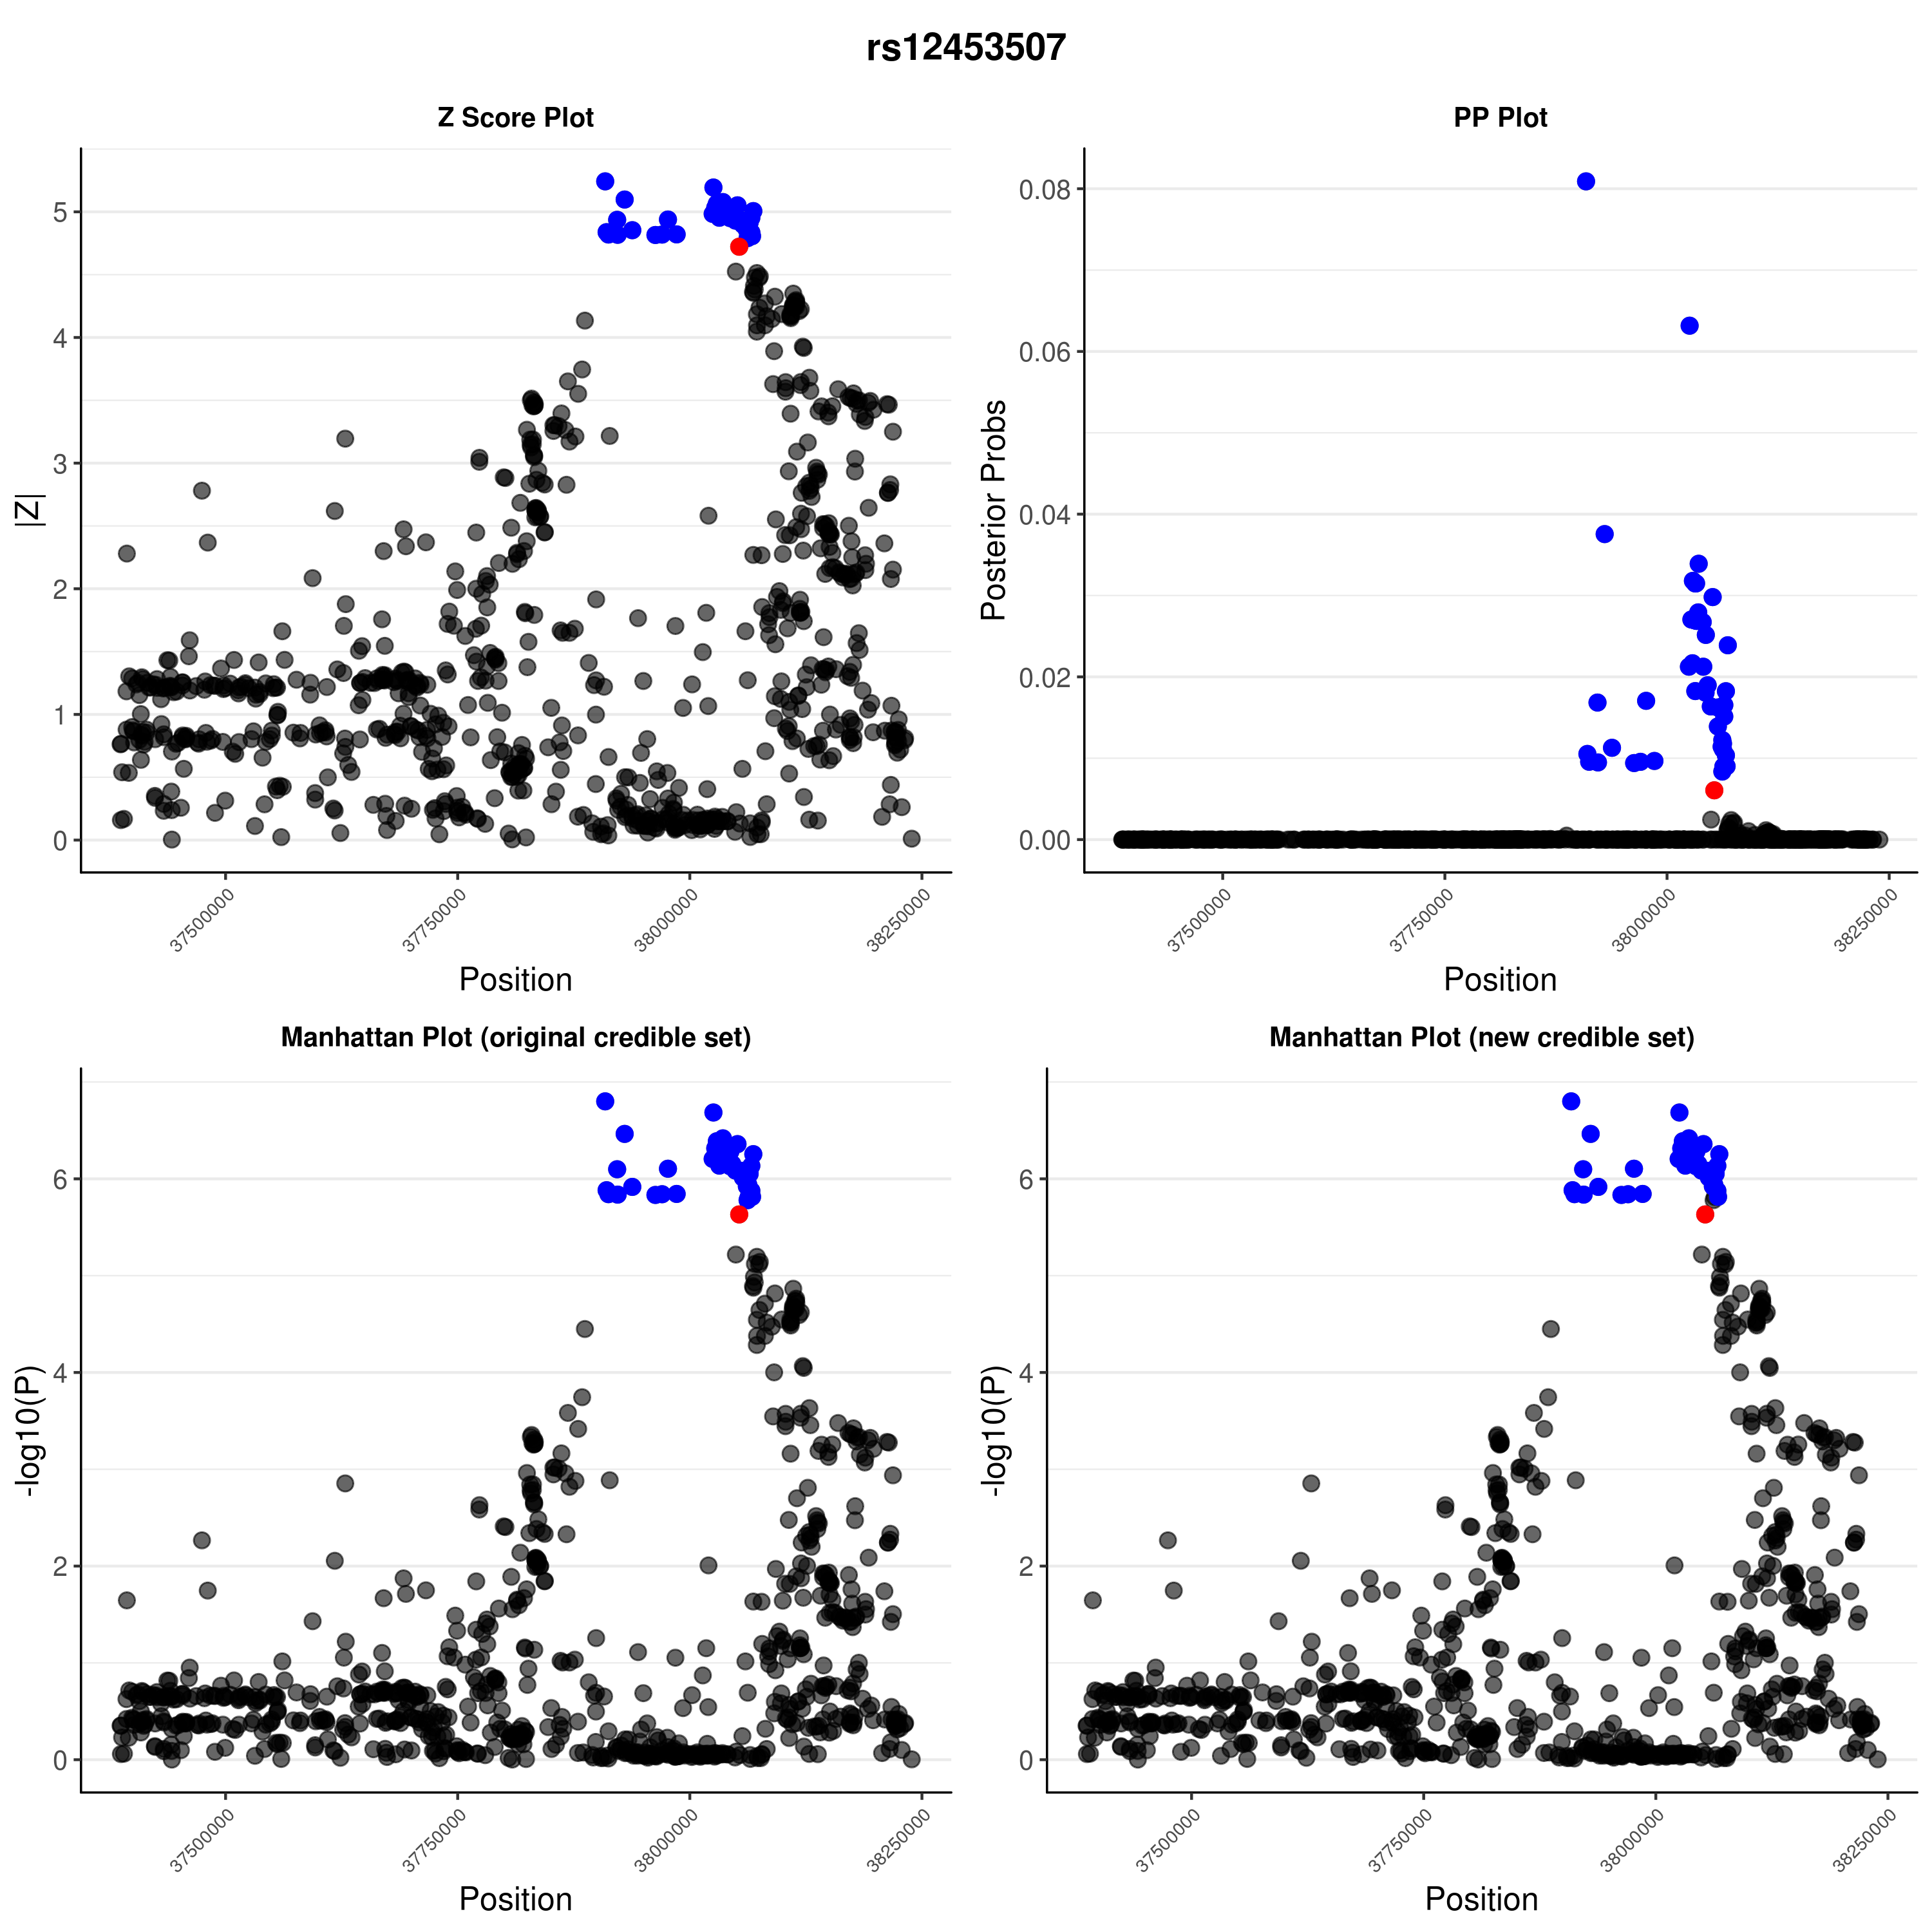 rs12453507
Z Score Plot
|Z|
5
4
3
2
1
0
37500000
37750000
38000000
38250000
Position
PP Plot
Posterior Probs
0.08
0.06
0.04
0.02
0.00
37500000
37750000
38000000
38250000
Position
Manhattan Plot (original credible set)
-log10(P)
6
4
2
0
37500000
37750000
38000000
38250000
Position
Manhattan Plot (new credible set)
-log10(P)
6
4
2
0
37500000
37750000
38000000
38250000
Position